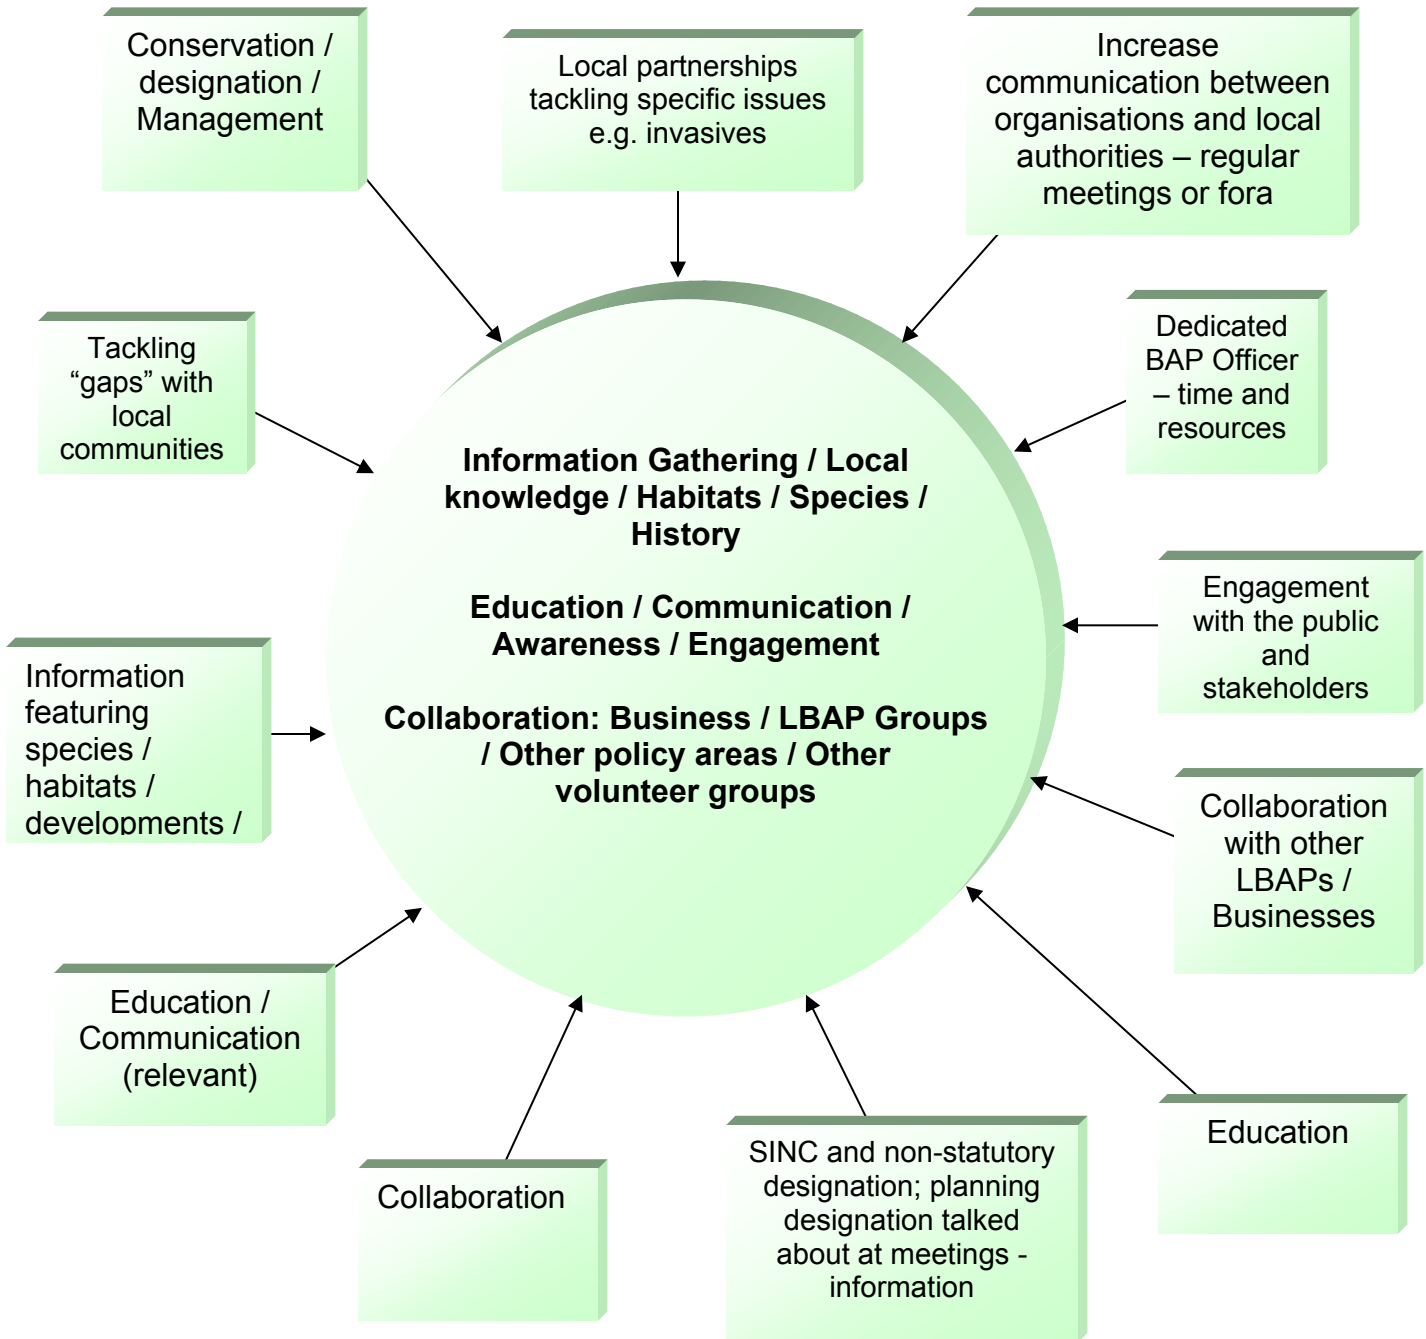 Conservation /
designation /
Management
Local partnerships
tackling specific issues
e.g. invasives
Increase
communication between
organisations and local
authorities – regular
meetings or fora
Tackling
“gaps” with
local
communities
Dedicated
BAP Officer
– time and
resources
Information Gathering / Local
knowledge / Habitats / Species /
History
Education / Communication /
Awareness / Engagement
Collaboration: Business / LBAP Groups
/ Other policy areas / Other
volunteer groups
Engagement
with the public
and
stakeholders
Information
featuring
species /
habitats /
developments /
Collaboration
with other
LBAPs /
Businesses
Education /
Communication
(relevant)
Collaboration
SINC and non-statutory
designation; planning
designation talked
about at meetings -
information
Education